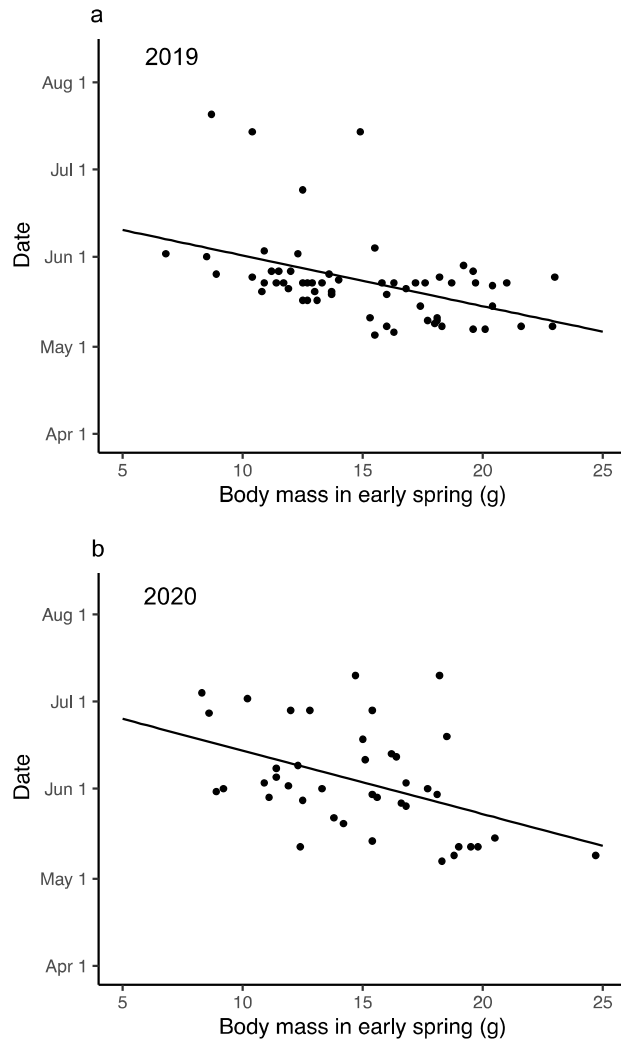 a
2019
Aug 1
Jul 1
Jun 1
May 1
Apr 1
Date
5 10 15 20 25
Body mass in early spring (g)
b
2020
Aug 1
Jul 1
Jun 1
May 1
Apr 1
Date
5 10 15 20 25
Body mass in early spring (g)